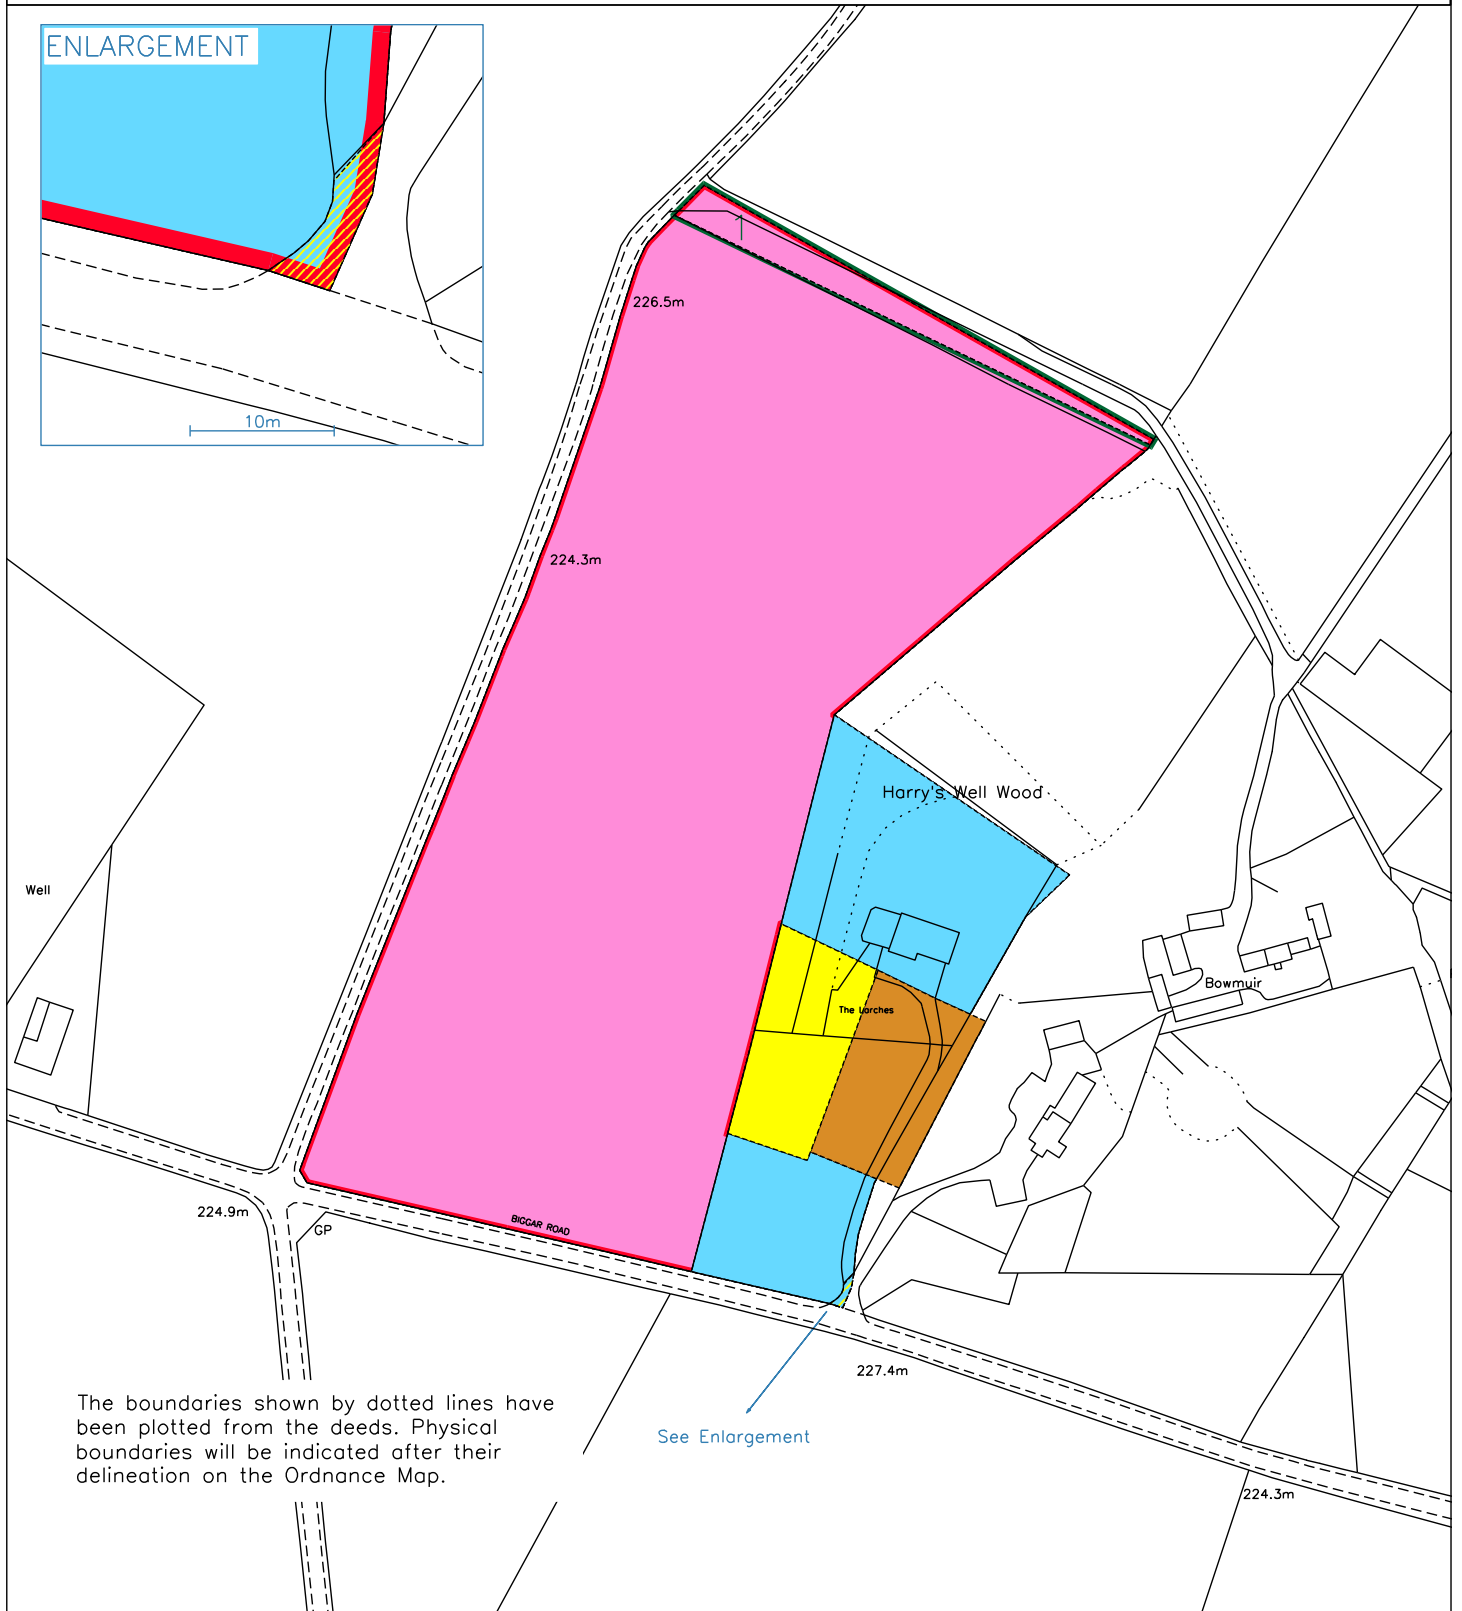 ENLARGEMENT
10m
226.5m
224.3m
Harry's Well Wood
Well
The Larches
Bowmuir
224.9m
GP
BIGGAR ROAD
227.4m
The boundaries shown by dotted lines have
been plotted from the deeds. Physical
boundaries will be indicated after their
delineation on the Ordnance Map.
See Enlargement
224.3m